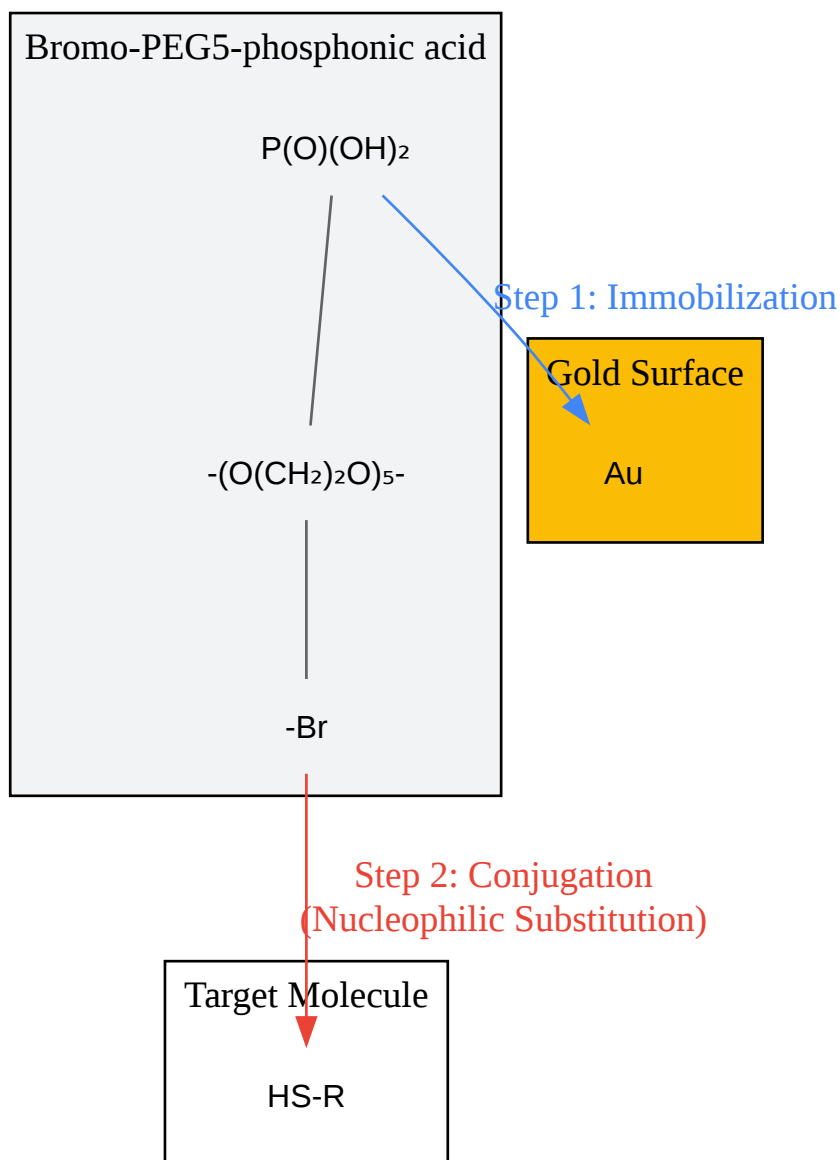 Bromo-PEG5-phosphonic acid
P(O)(OH)₂
Step 1: Immobilization
Gold Surface
-(O(CH₂)₂O)₅-
Au
-Br
Step 2: Conjugation
(Nucleophilic Substitution)
Target Molecule
HS-R